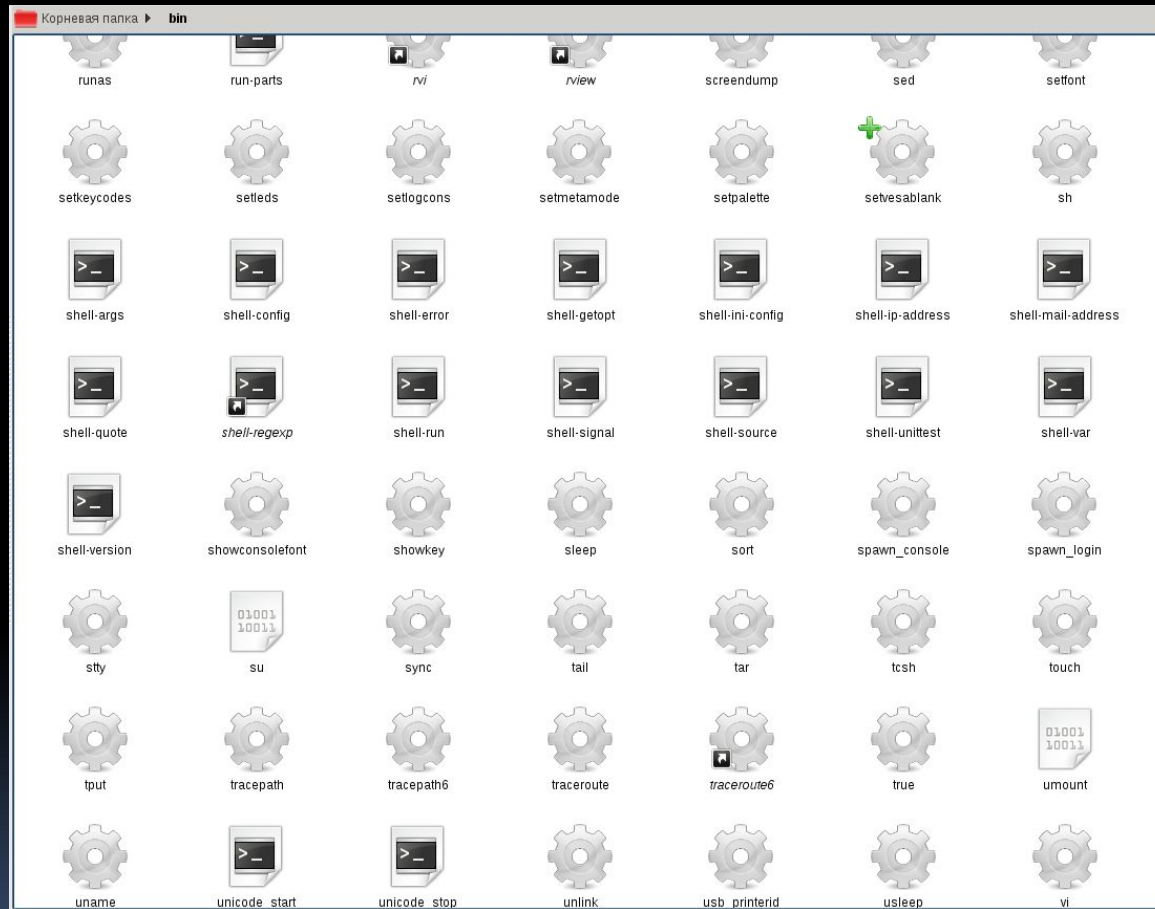 Корневая папка bin
runas run-parts rvi rview screendump sed setfont
setkeycodes setleds setlogcons setmetamode setpalette setvesablank sh
shell-args shell-config shell-error shell-getopt shell-ini-config shell-ip-address shell-mail-address
shell-quote shell-regexp shell-run shell-signal shell-source shell-unittest shell-var
shell-version showconsolefont showkey sleep sort spawn_console spawn_login
stty su sync tail tar tcsh touch
tput tracepath tracepath6 traceroute traceroute6 true umount
uname unicode_start unicode_stop unlink usb_printerid usleep vi